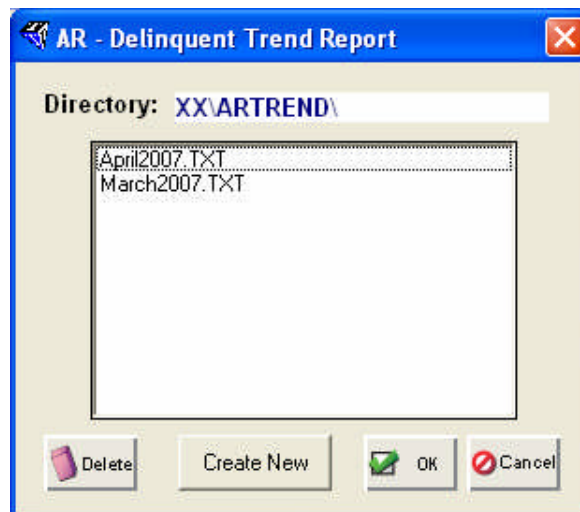 AR - Delinquent Trend Report
Directory: XX\ARTREND\
April2007.TXT
March2007.TXT
Delete Create New OK Cancel